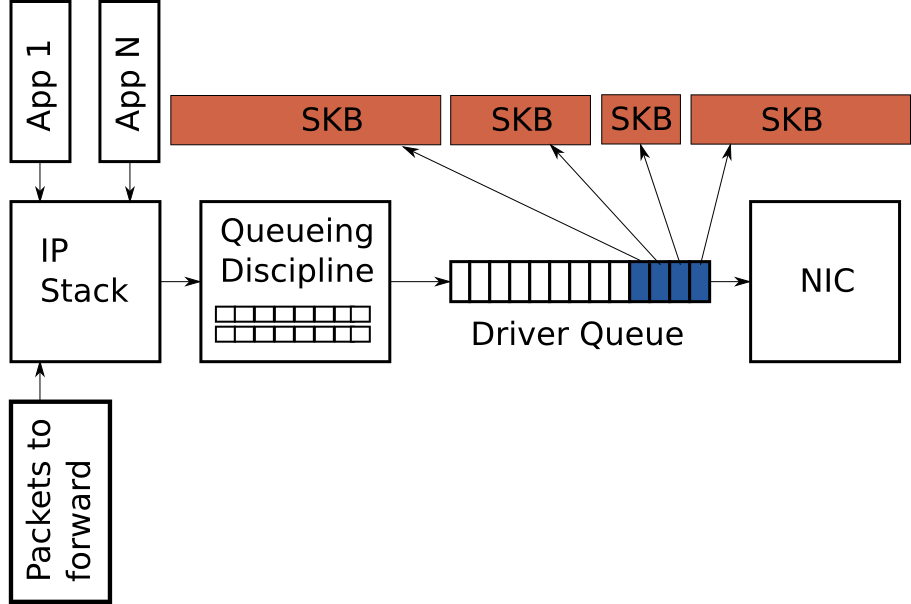 App 1
App N
SKB
SKB
SKB
SKB
IP
Stack
Queueing
Discipline
Driver Queue
NIC
Packets to
forward